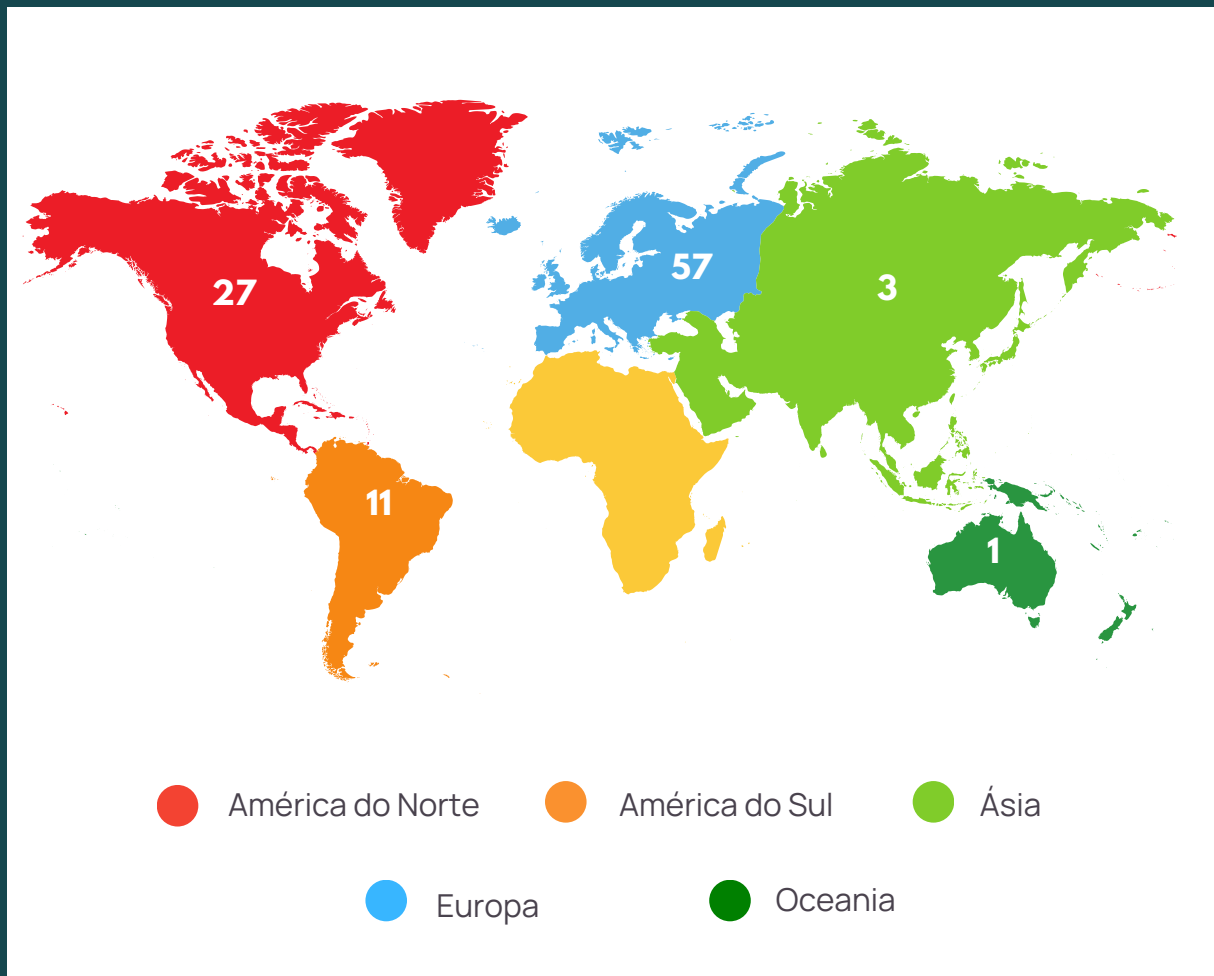 57
27
3
11
1
América do Norte
América do Sul
Ásia
Europa
Oceania